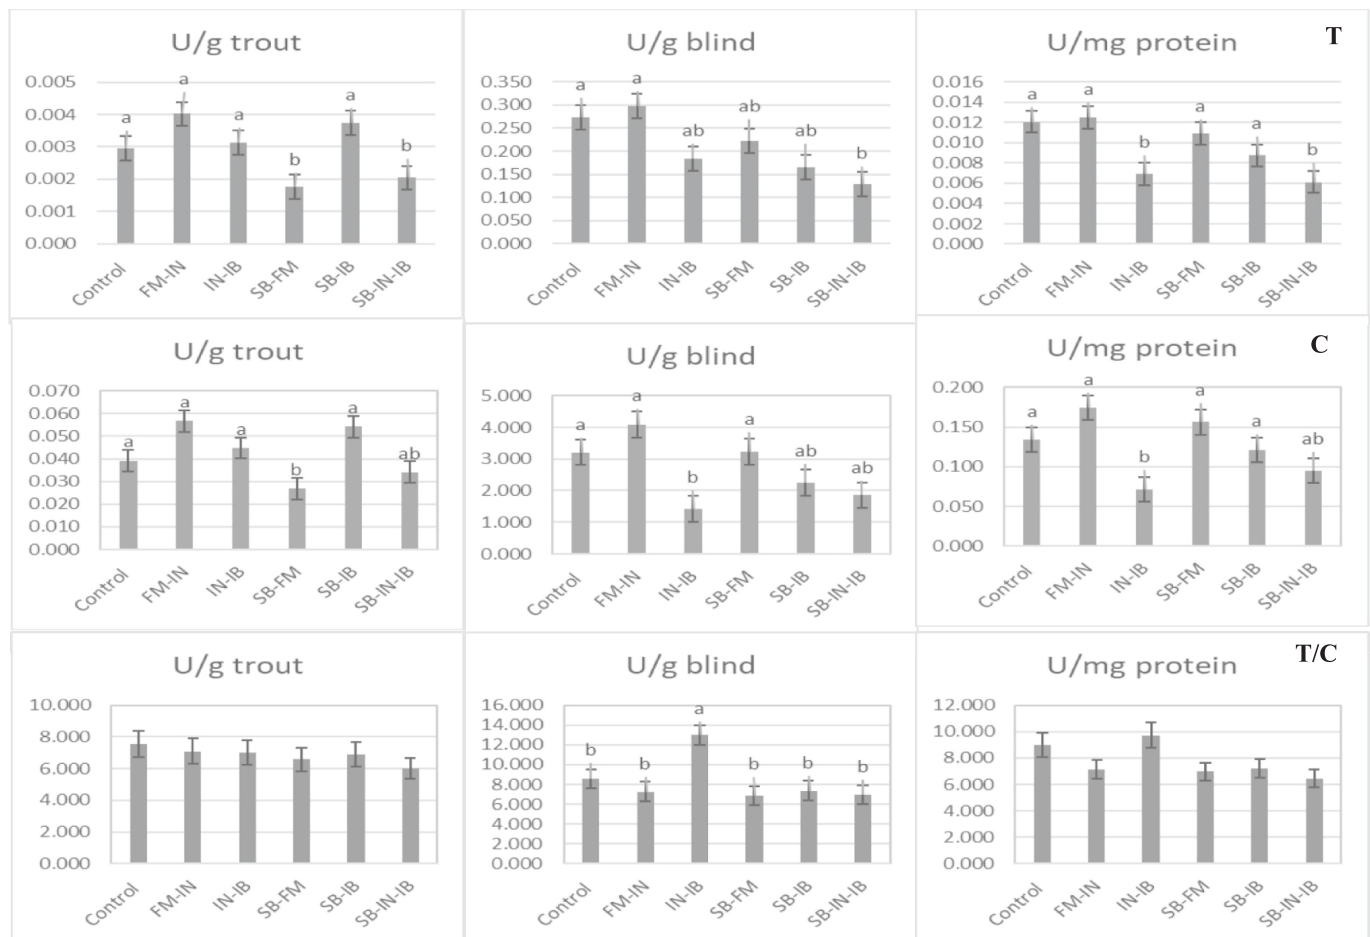 U/g trout
0.005
0.004
0.003
0.002
0.001
0.000
a
a
a
b
a
b
Control
FM-IN
IN-IB
SB-FM
SB-IB
SB-IN-IB
U/g blind
0.350
0.300
0.250
0.200
0.150
0.100
0.050
0.000
a
a
ab
ab
ab
b
Control
FM-IN
IN-IB
SB-FM
SB-IB
SB-IN-IB
U/mg protein
T
0.016
0.014
0.012
0.010
0.008
0.006
0.004
0.002
0.000
a
a
b
a
a
b
Control
FM-IN
IN-IB
SB-FM
SB-IB
SB-IN-IB
U/g trout
0.070
0.060
0.050
0.040
0.030
0.020
0.010
0.000
a
a
a
b
a
ab
Control
FM-IN
IN-IB
SB-FM
SB-IB
SB-IN-IB
U/g blind
5.000
4.000
3.000
2.000
1.000
0.000
a
a
b
a
ab
ab
Control
FM-IN
IN-IB
SB-FM
SB-IB
SB-IN-IB
U/mg protein
C
0.200
0.150
0.100
0.050
0.000
a
a
b
a
a
ab
Control
FM-IN
IN-IB
SB-FM
SB-IB
SB-IN-IB
U/g trout
10.000
8.000
6.000
4.000
2.000
0.000
Control
FM-IN
IN-IB
SB-FM
SB-IB
SB-IN-IB
U/g blind
16.000
14.000
12.000
10.000
8.000
6.000
4.000
2.000
0.000
b
b
a
b
b
b
Control
FM-IN
IN-IB
SB-FM
SB-IB
SB-IN-IB
U/mg protein
T/C
12.000
10.000
8.000
6.000
4.000
2.000
0.000
Control
FM-IN
IN-IB
SB-FM
SB-IB
SB-IN-IB